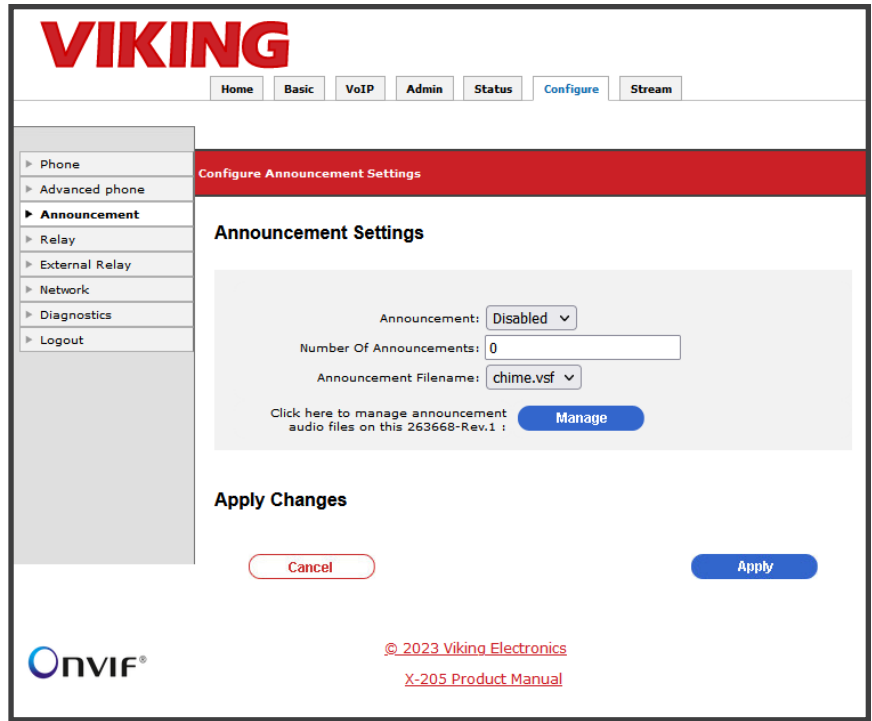 VIKING
Home Basic VoIP Admin Status Configure Stream
Phone
Advanced phone
Announcement
Relay
External Relay
Network
Diagnostics
Logout
Configure Announcement Settings
Announcement Settings
Announcement: Disabled
Number Of Announcements: 0
Announcement Filename: chime.vsf
Click here to manage announcement
audio files on this 263668-Rev.1 :
Manage
Apply Changes
Cancel
Apply
ONVIF®
© 2023 Viking Electronics
X-205 Product Manual